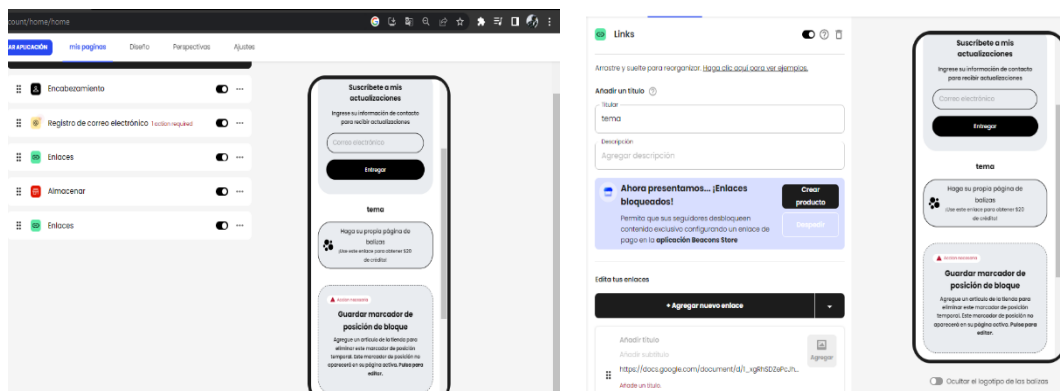 count/home/home
AR APLICACIÓN
mis paginas
Diseño
Perspectivas
Ajustes
Encabezamiento
Registro de correo electrónico 1 action required
Enlaces
Almacenar
Enlaces
Suscríbete a mis
actualizaciones
Ingrese su información de contacto
para recibir actualizaciones
Correo electrónico
Entregar
tema
Haga su propia página de
balizas
¡Use este enlace para obtener $20
de crédito!
Guardar marcador de
posición de bloque
Agregue un artículo de la tienda para
eliminar este marcador de posición
temporal. Este marcador de posición no
aparecerá en su página activa. Pulse para
editar.
Links
Arrastre y suelte para reorganizar. Haga clic aquí para ver ejemplos.
Añadir un título
Titular
tema
Descripción
Agregar descripción
Ahora presentamos... ¡Enlaces
bloqueados!
Permita que sus seguidores desbloqueen
contenido exclusivo configurando un enlace de
pago en la aplicación Beacons Store
Crear
producto
Despedir
Edita tus enlaces
+ Agregar nuevo enlace
Añadir título
Añadir subtítulo
https://docs.google.com/document/d/1_xgRhSDZePcJh...
Añade un título
Agregar
Suscríbete a mis
actualizaciones
Ingrese su información de contacto
para recibir actualizaciones
Correo electrónico
Entregar
tema
Haga su propia página de
balizas
¡Use este enlace para obtener $20
de crédito!
Guardar marcador de
posición de bloque
Agregue un artículo de la tienda para
eliminar este marcador de posición
temporal. Este marcador de posición no
aparecerá en su página activa. Pulse para
editar.
Ocultar el logotipo de las balizas